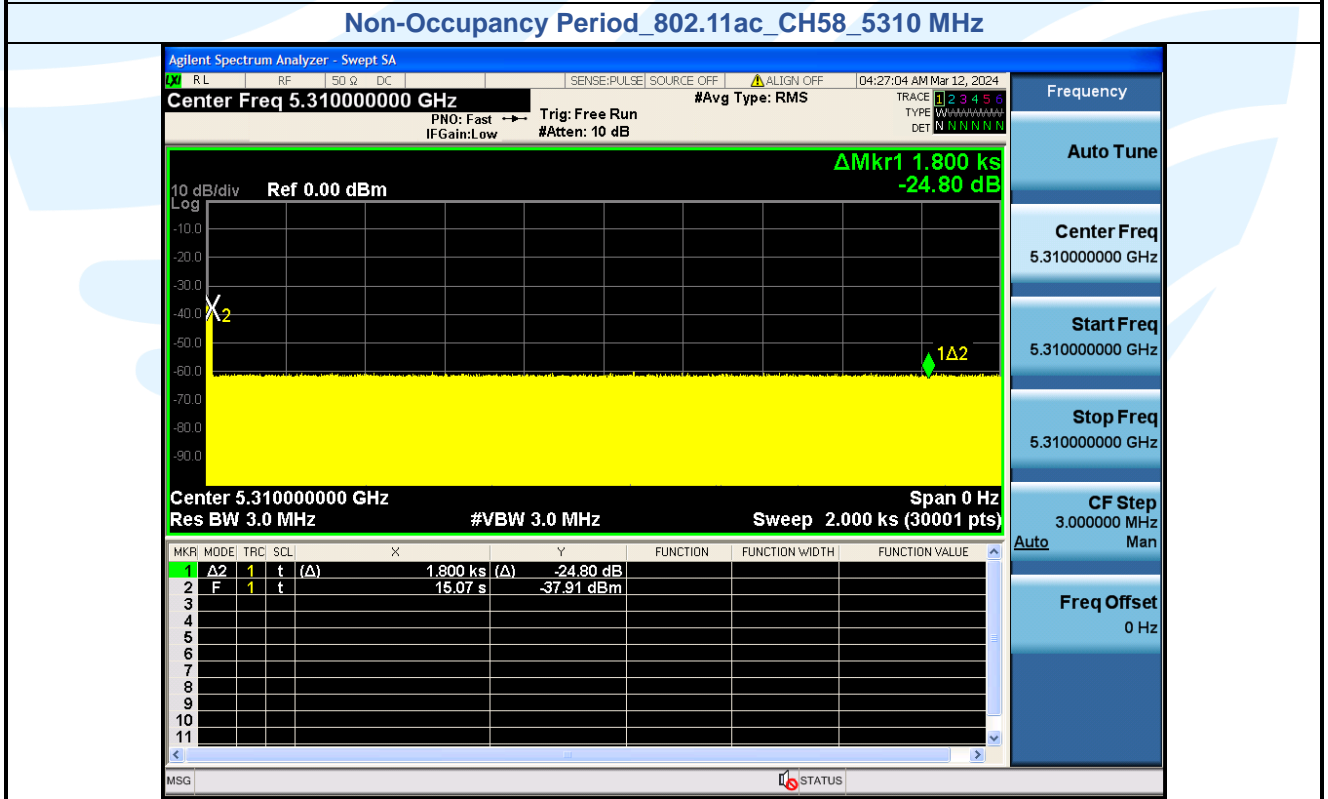 Non-Occupancy Period_802.11ac_CH58_5310 MHz
Agilent Spectrum Analyzer - Swept SA
LXI RL RF 50 Ω DC SENSE:PULSE SOURCE OFF ALIGN OFF 04:27:04 AM Mar 12, 2024
Center Freq 5.310000000 GHz
#Avg Type: RMS
TRACE 1 2 3 4 5 6
PNO: Fast
Trig: Free Run
TYPE WWWWWW
IFGain:Low
#Atten: 10 dB
DET N N N N N N
ΔMkr1 1.800 ks
-24.80 dB
10 dB/div Ref 0.00 dBm
Log
-10.0
-20.0
-30.0
-40.0
X2
-50.0
1Δ2
-60.0
-70.0
-80.0
-90.0
Center 5.310000000 GHz
Span 0 Hz
Res BW 3.0 MHz
#VBW 3.0 MHz
Sweep 2.000 ks (30001 pts)
MKR MODE TRC SCL X Y FUNCTION FUNCTION WIDTH FUNCTION VALUE
1 Δ2 1 t (Δ) 1.800 ks (Δ) -24.80 dB
2 F 1 t 15.07 s -37.91 dBm
3
4
5
6
7
8
9
10
11
MSG
STATUS
Frequency
Auto Tune
Center Freq
5.310000000 GHz
Start Freq
5.310000000 GHz
Stop Freq
5.310000000 GHz
CF Step
3.000000 MHz
Auto Man
Freq Offset
0 Hz